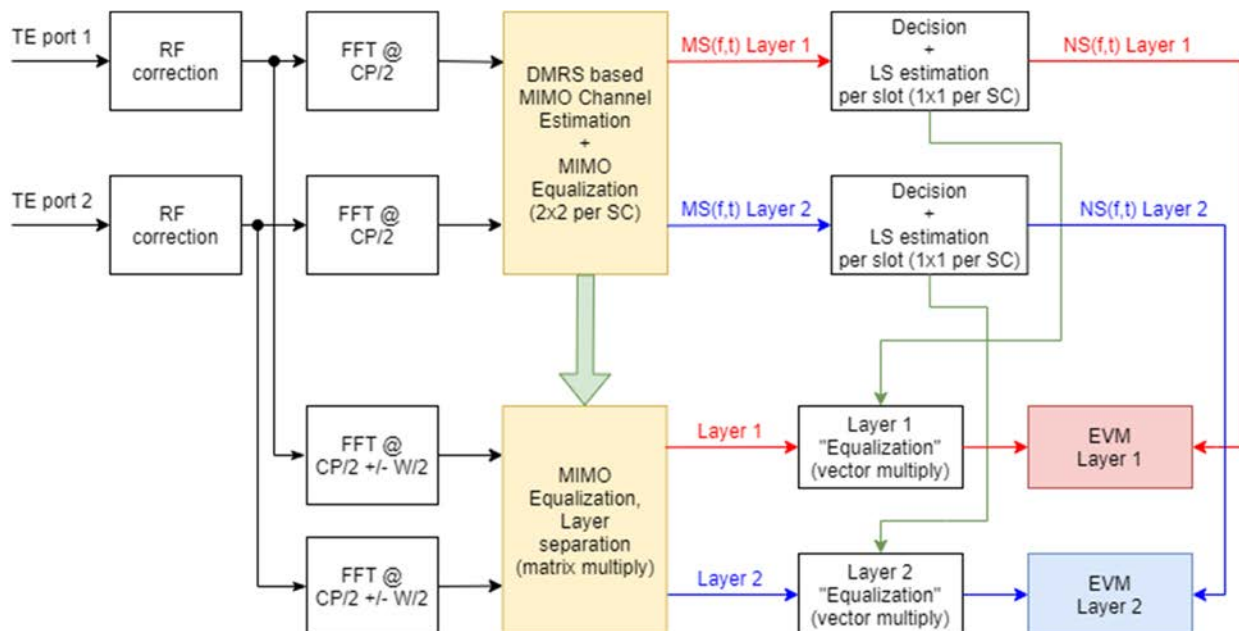 TE port 1
RF
correction
FFT @
CP/2
DMRS based
MIMO Channel
Estimation
+
MIMO
Equalization
(2x2 per SC)
MS(f,t) Layer 1
Decision
+
LS estimation
per slot (1x1 per SC)
NS(f,t) Layer 1
TE port 2
RF
correction
FFT @
CP/2
MS(f,t) Layer 2
Decision
+
LS estimation
per slot (1x1 per SC)
NS(f,t) Layer 2
FFT @
CP/2 +/- W/2
MIMO
Equalization,
Layer
separation
(matrix multiply)
Layer 1
Layer 1
"Equalization"
(vector multiply)
EVM
Layer 1
FFT @
CP/2 +/- W/2
Layer 2
Layer 2
"Equalization"
(vector multiply)
EVM
Layer 2